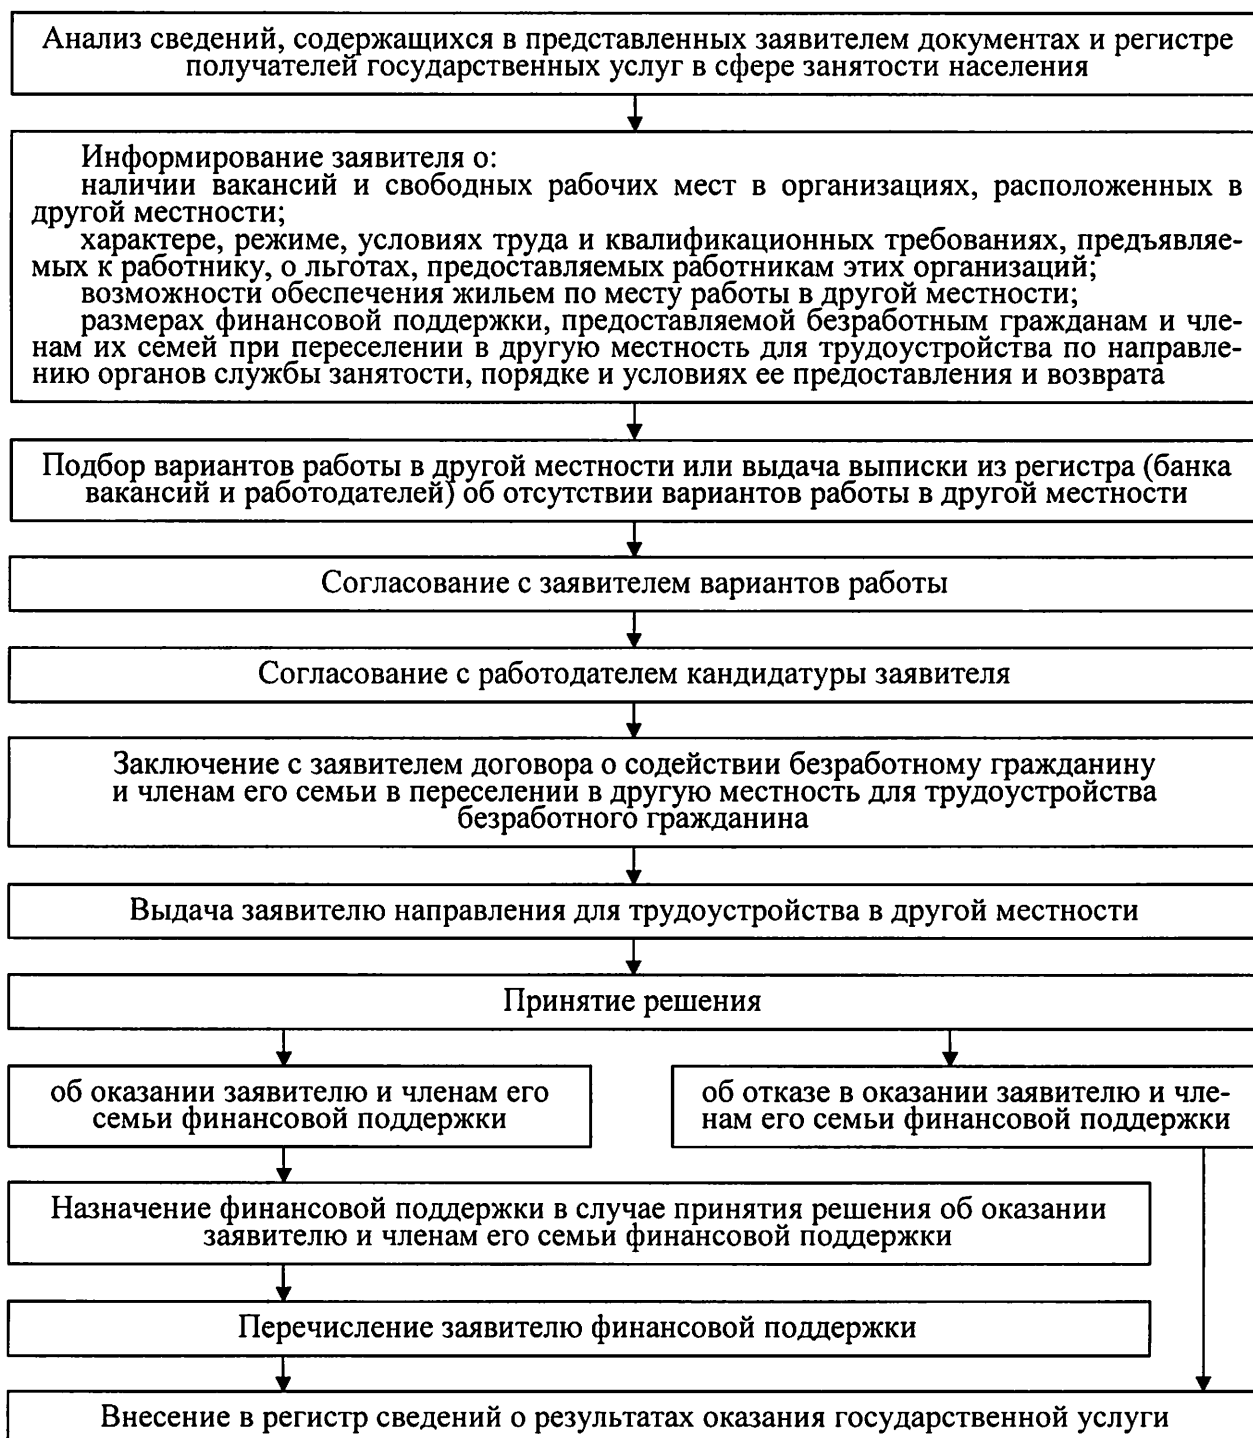 Анализ сведений, содержащихся в представленных заявителем документах и регистре
получателей государственных услуг в сфере занятости населения
Информирование заявителя о:
наличии вакансий и свободных рабочих мест в организациях, расположенных в
другой местности;
характере, режиме, условиях труда и квалификационных требованиях, предъявляе-
мых к работнику, о льготах, предоставляемых работникам этих организаций;
возможности обеспечения жильем по месту работы в другой местности;
размерах финансовой поддержки, предоставляемой безработным гражданам и чле-
нам их семей при переселении в другую местность для трудоустройства по направле-
нию органов службы занятости, порядке и условиях ее предоставления и возврата
Подбор вариантов работы в другой местности или выдача выписки из регистра (банка
вакансий и работодателей) об отсутствии вариантов работы в другой местности
Согласование с заявителем вариантов работы
Согласование с работодателем кандидатуры заявителя
Заключение с заявителем договора о содействии безработному гражданину
и членам его семьи в переселении в другую местность для трудоустройства
безработного гражданина
Выдача заявителю направления для трудоустройства в другой местности
Принятие решения
об оказании заявителю и членам его
семьи финансовой поддержки
об отказе в оказании заявителю и чле-
нам его семьи финансовой поддержки
Назначение финансовой поддержки в случае принятия решения об оказании
заявителю и членам его семьи финансовой поддержки
Перечисление заявителю финансовой поддержки
Внесение в регистр сведений о результатах оказания государственной услуги